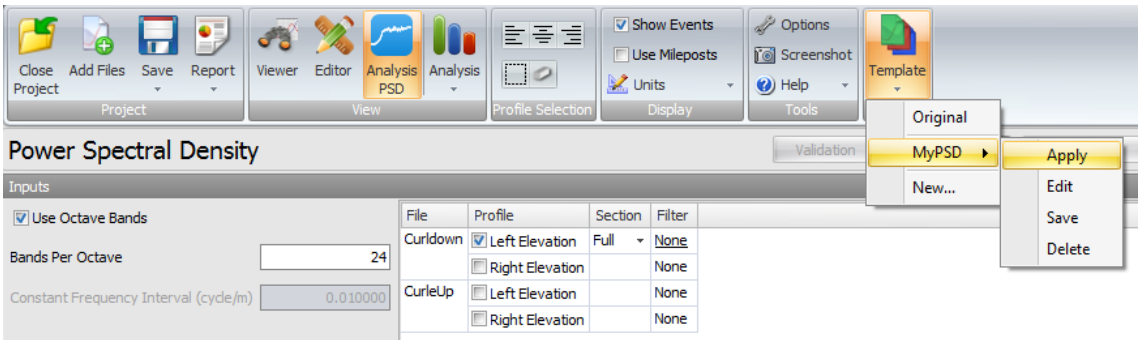 Close Project
Add Files
Save
Report
Project
Viewer
Editor
Analysis PSD
Analysis
View
Profile Selection
Show Events
Use Mileposts
Units
Display
Options
Screenshot
Help
Tools
Template
Original
MyPSD
New...
Apply
Edit
Save
Delete
Power Spectral Density
Validation
Inputs
Use Octave Bands
Bands Per Octave 24
Constant Frequency Interval (cycle/m) 0.010000
File Profile Section Filter
Curldown Left Elevation Full None
Right Elevation None
CurleUp Left Elevation None
Right Elevation None